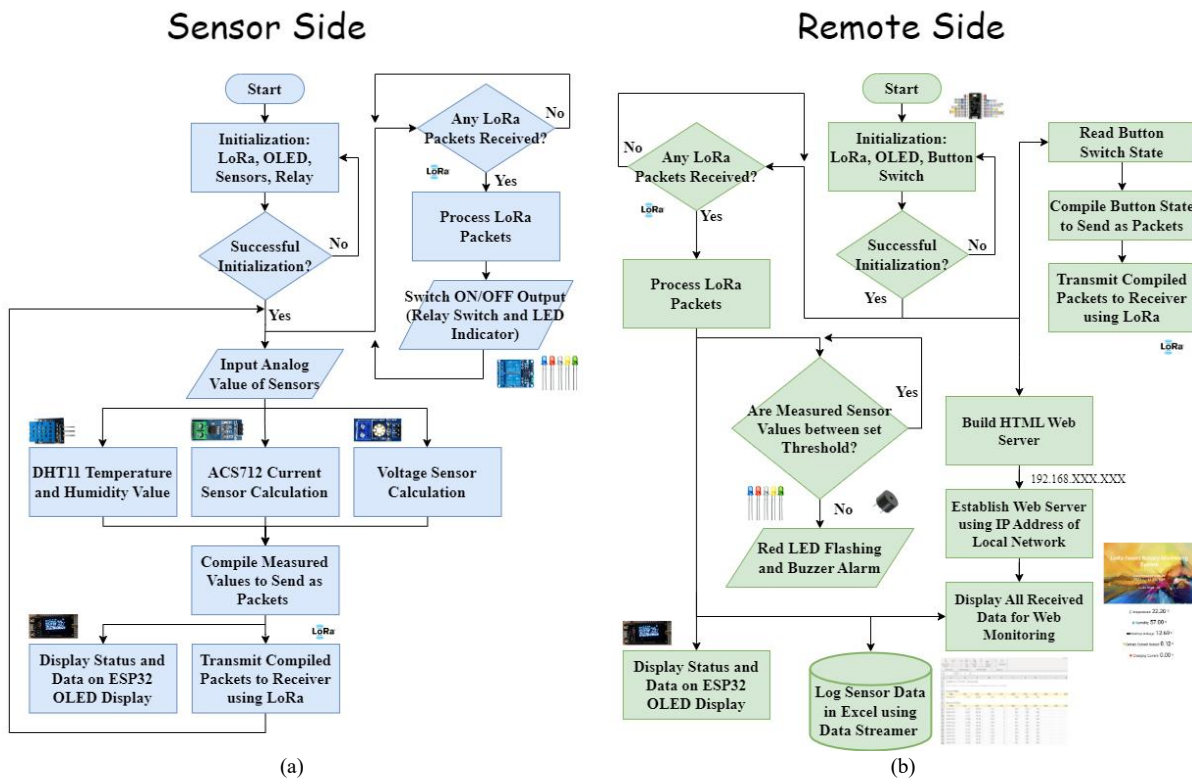 Sensor Side
Start
Initialization:
LoRa, OLED,
Sensors, Relay
Successful
Initialization?
No
Yes
Any LoRa
Packets Received?
No
LoRa
Yes
Process LoRa
Packets
Switch ON/OFF Output
(Relay Switch and LED
Indicator)
Input Analog
Value of Sensors
DHT11 Temperature
and Humidity Value
ACS712 Current
Sensor Calculation
Voltage Sensor
Calculation
Compile Measured
Values to Send as
Packets
LoRa
Display Status and
Data on ESP32
OLED Display
Transmit Compiled
Packets to Receiver
using LoRa
(a)
Remote Side
Start
Initialization:
LoRa, OLED, Button
Switch
Successful
Initialization?
No
Yes
Any LoRa
Packets Received?
No
LoRa
Yes
Process LoRa
Packets
Read Button
Switch State
Compile Button State
to Send as Packets
Transmit Compiled
Packets to Receiver
using LoRa
LoRa
Are Measured Sensor
Values between set
Threshold?
Yes
No
Red LED Flashing
and Buzzer Alarm
Build HTML Web
Server
192.168.XXX.XXX
Establish Web Server
using IP Address of
Local Network
Display All Received
Data for Web
Monitoring
Display Status and
Data on ESP32
OLED Display
Log Sensor Data
in Excel using
Data Streamer
(b)